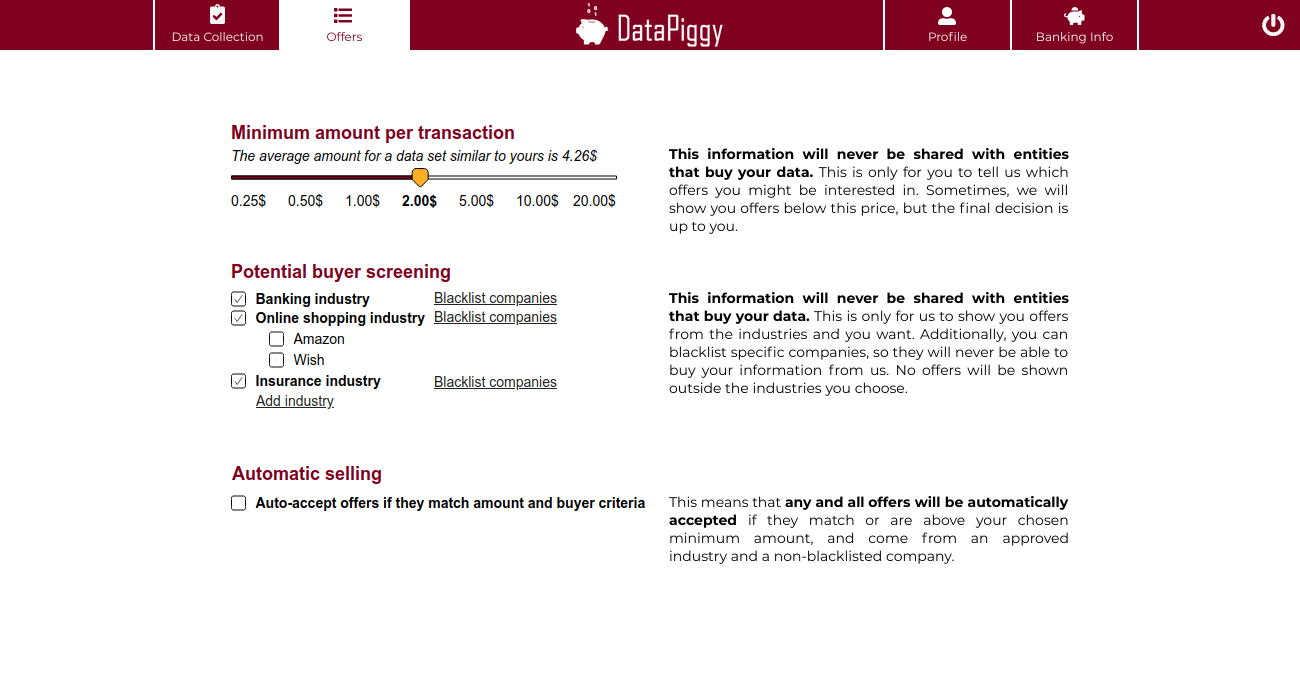 Data Collection
Offers
DataPiggy
Profile
Banking Info
Minimum amount per transaction
The average amount for a data set similar to yours is 4.26$
0.25$ 0.50$ 1.00$ 2.00$ 5.00$ 10.00$ 20.00$
This information will never be shared with entities
that buy your data. This is only for you to tell us which
offers you might be interested in. Sometimes, we will
show you offers below this price, but the final decision is
up to you.
Potential buyer screening
Banking industry Blacklist companies
Online shopping industry Blacklist companies
Amazon
Wish
Insurance industry Blacklist companies
Add industry
This information will never be shared with entities
that buy your data. This is only for us to show you offers
from the industries and you want. Additionally, you can
blacklist specific companies, so they will never be able to
buy your information from us. No offers will be shown
outside the industries you choose.
Automatic selling
Auto-accept offers if they match amount and buyer criteria
This means that any and all offers will be automatically
accepted if they match or are above your chosen
minimum amount, and come from an approved
industry and a non-blacklisted company.